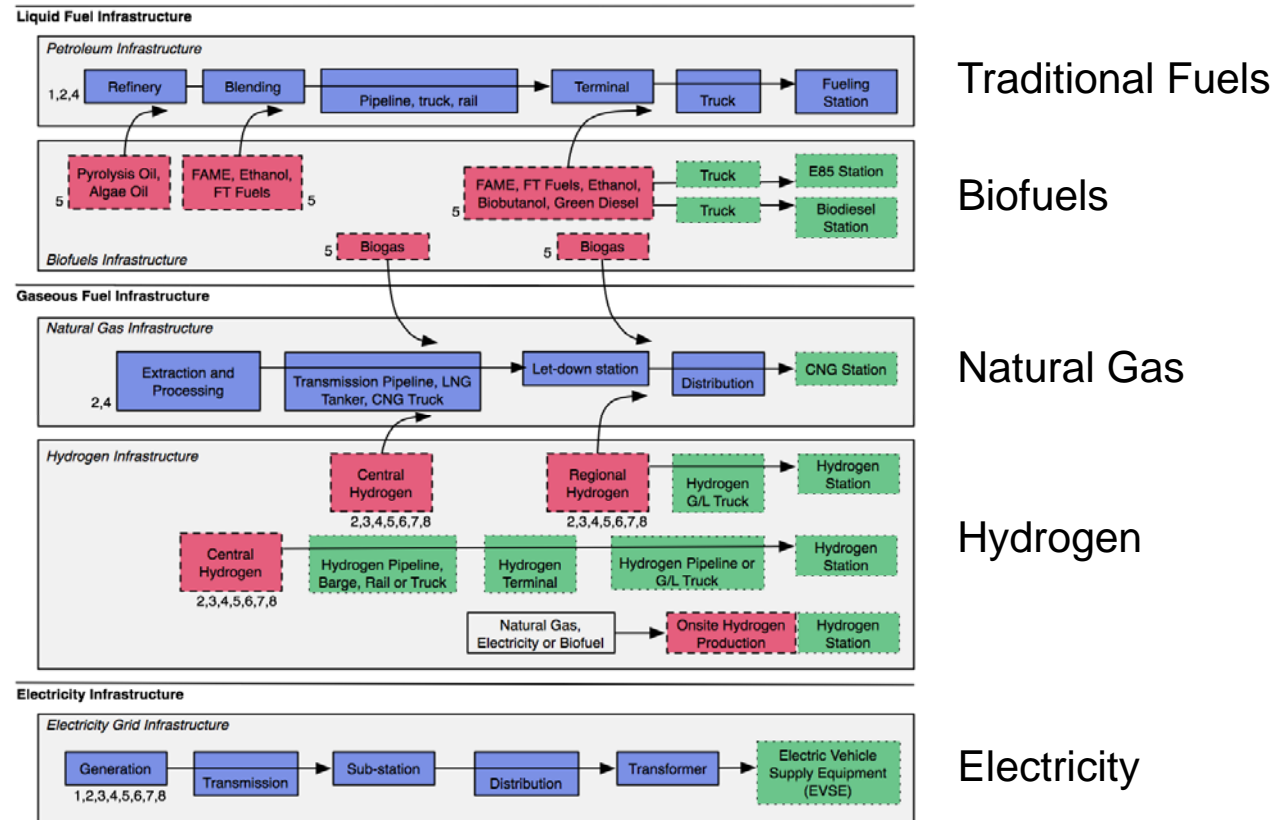 Liquid Fuel Infrastructure
Petroleum Infrastructure
1,2,4
Refinery
Blending
Pipeline, truck, rail
Terminal
Truck
Fueling
Station
Traditional Fuels
Pyrolysis Oil,
Algae Oil
5
FAME, Ethanol,
FT Fuels
5
FAME, FT Fuels, Ethanol,
Biobutanol, Green Diesel
5
Truck
E85 Station
Truck
Biodiesel
Station
5
Biogas
5
Biogas
Biofuels Infrastructure
Biofuels
Gaseous Fuel Infrastructure
Natural Gas Infrastructure
2,4
Extraction and
Processing
Transmission Pipeline, LNG
Tanker, CNG Truck
Let-down station
Distribution
CNG Station
Natural Gas
Hydrogen Infrastructure
Central
Hydrogen
2,3,4,5,6,7,8
Regional
Hydrogen
2,3,4,5,6,7,8
Hydrogen
G/L Truck
Hydrogen
Station
Central
Hydrogen
2,3,4,5,6,7,8
Hydrogen Pipeline,
Barge, Rail or Truck
Hydrogen
Terminal
Hydrogen Pipeline or
G/L Truck
Hydrogen
Station
Natural Gas,
Electricity or Biofuel
Onsite Hydrogen
Production
Hydrogen
Station
Hydrogen
Electricity Infrastructure
Electricity Grid Infrastructure
Generation
1,2,3,4,5,6,7,8
Transmission
Sub-station
Distribution
Transformer
Electric Vehicle
Supply Equipment
(EVSE)
Electricity